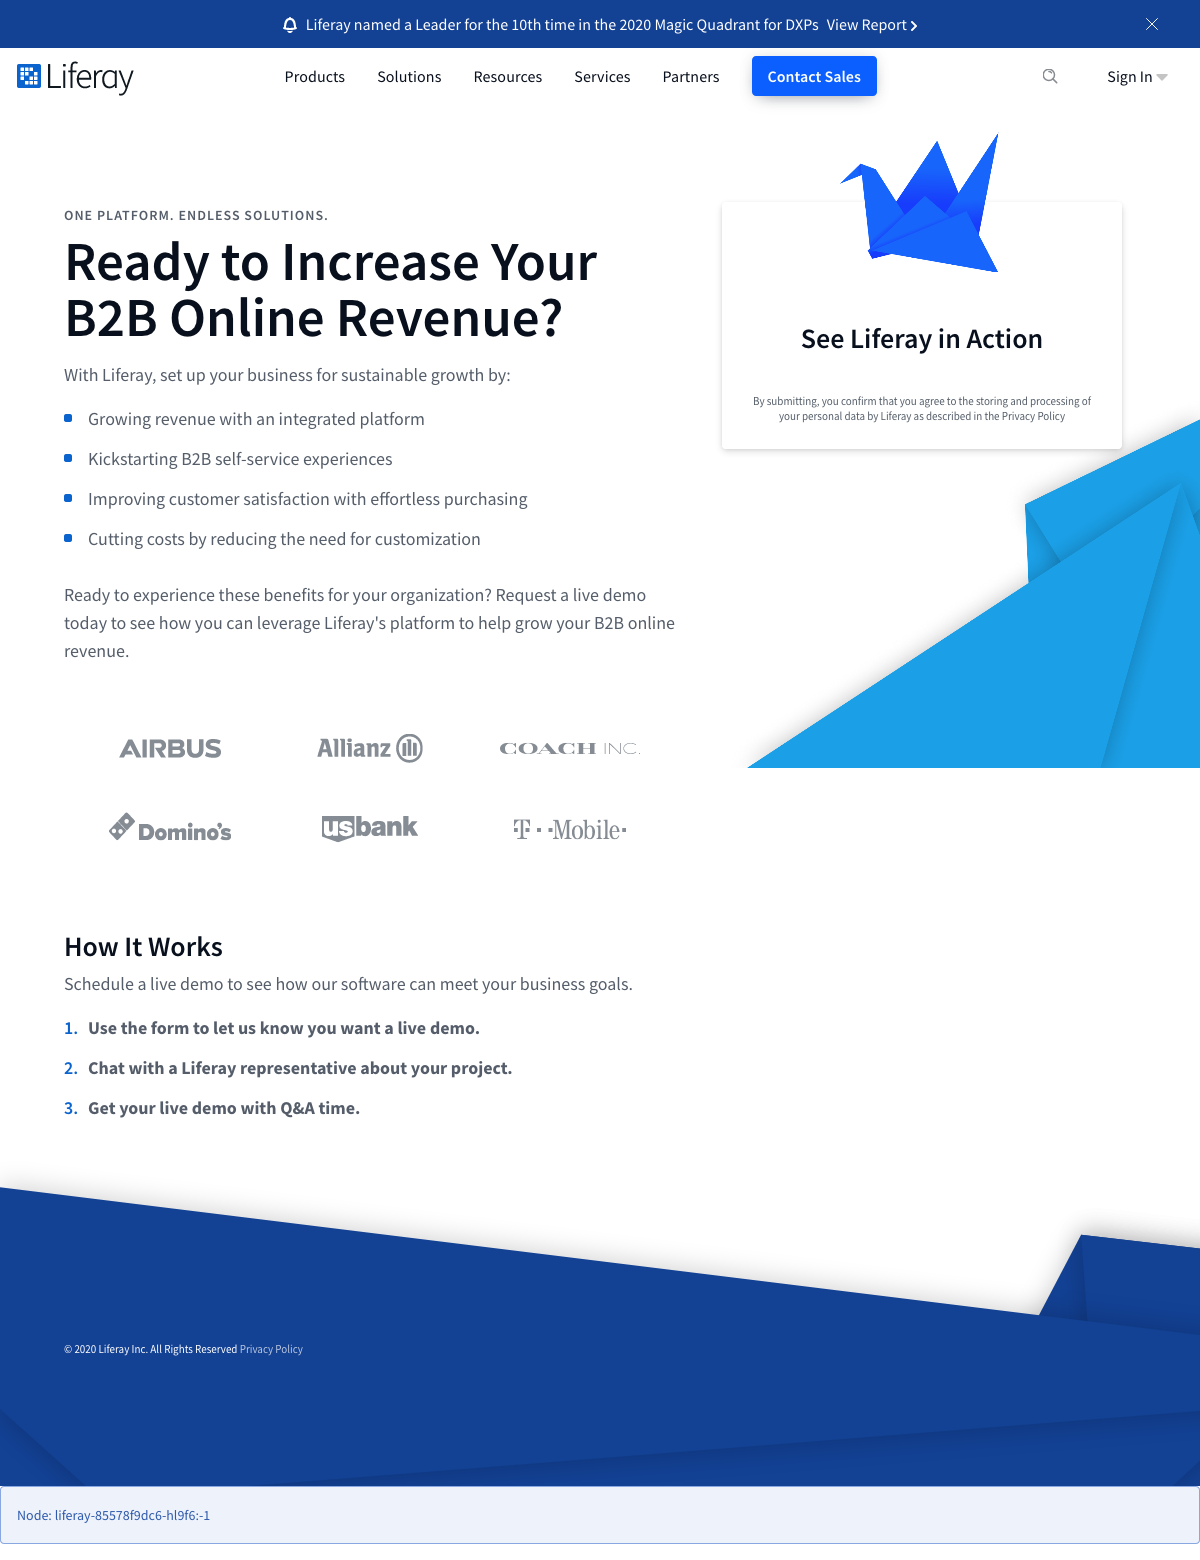 Liferay named a Leader for the 10th time in the 2020 Magic Quadrant for DXPs View Report
Liferay
Products
Solutions
Resources
Services
Partners
Contact Sales
Sign In
ONE PLATFORM. ENDLESS SOLUTIONS.
Ready to Increase Your
B2B Online Revenue?
With Liferay, set up your business for sustainable growth by:
Growing revenue with an integrated platform
Kickstarting B2B self-service experiences
Improving customer satisfaction with effortless purchasing
Cutting costs by reducing the need for customization
Ready to experience these benefits for your organization? Request a live demo
today to see how you can leverage Liferay's platform to help grow your B2B online
revenue.
See Liferay in Action
By submitting, you confirm that you agree to the storing and processing of
your personal data by Liferay as described in the Privacy Policy
AIRBUS
Allianz
COACH INC.
Domino's
usbank
T · ·Mobile·
How It Works
Schedule a live demo to see how our software can meet your business goals.
1. Use the form to let us know you want a live demo.
2. Chat with a Liferay representative about your project.
3. Get your live demo with Q&A time.
© 2020 Liferay Inc. All Rights Reserved Privacy Policy
Node: liferay-85578f9dc6-hl9f6:-1